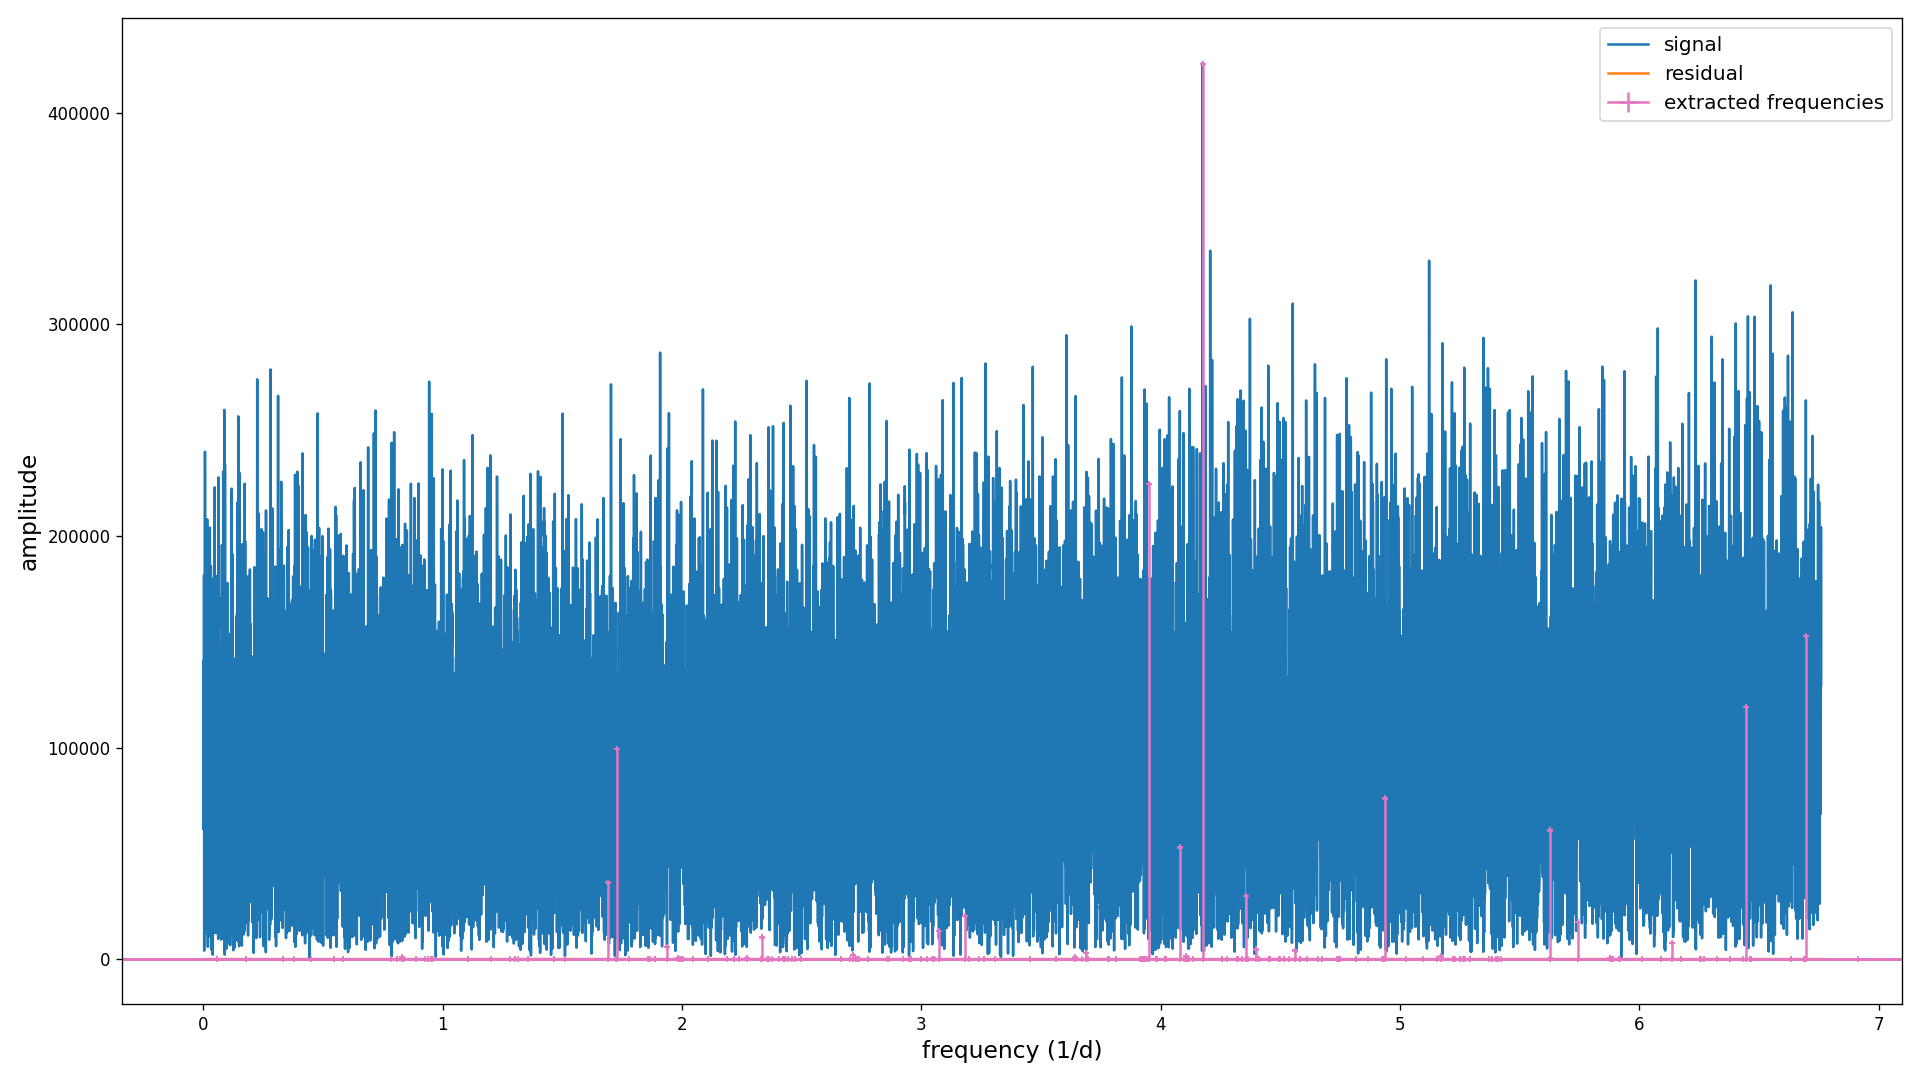 signal
residual
extracted frequencies
400000
300000
200000
100000
0
amplitude
0 1 2 3 4 5 6 7
frequency (1/d)